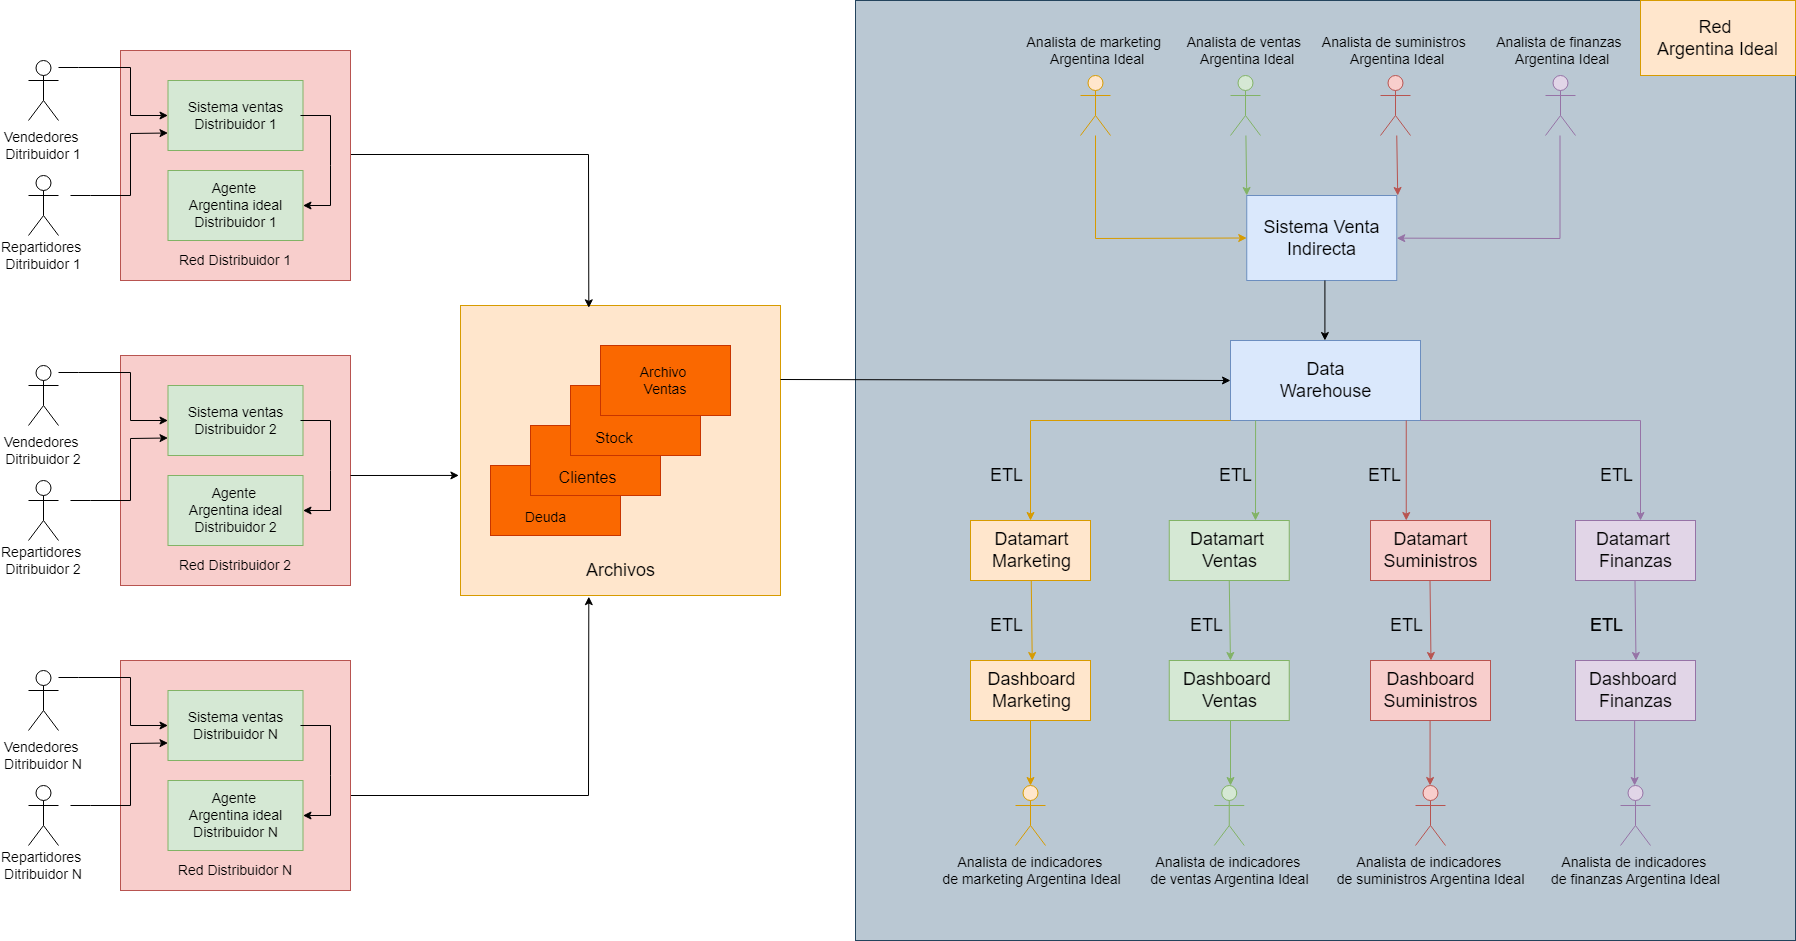 Red
Argentina Ideal
Analista de marketing
Argentina Ideal
Analista de ventas
Argentina Ideal
Analista de suministros
Argentina Ideal
Analista de finanzas
Argentina Ideal
Vendedores
Ditribuidor 1
Repartidores
Ditribuidor 1
Sistema ventas
Distribuidor 1
Agente
Argentina ideal
Distribuidor 1
Red Distribuidor 1
Vendedores
Ditribuidor 2
Repartidores
Ditribuidor 2
Sistema ventas
Distribuidor 2
Agente
Argentina ideal
Distribuidor 2
Red Distribuidor 2
Vendedores
Ditribuidor N
Repartidores
Ditribuidor N
Sistema ventas
Distribuidor N
Agente
Argentina ideal
Distribuidor N
Red Distribuidor N
Archivo
Ventas
Stock
Clientes
Deuda
Archivos
Sistema Venta
Indirecta
Data
Warehouse
ETL
ETL
ETL
ETL
Datamart
Marketing
Datamart
Ventas
Datamart
Suministros
Datamart
Finanzas
ETL
ETL
ETL
ETL
Dashboard
Marketing
Dashboard
Ventas
Dashboard
Suministros
Dashboard
Finanzas
Analista de indicadores
de marketing Argentina Ideal
Analista de indicadores
de ventas Argentina Ideal
Analista de indicadores
de suministros Argentina Ideal
Analista de indicadores
de finanzas Argentina Ideal